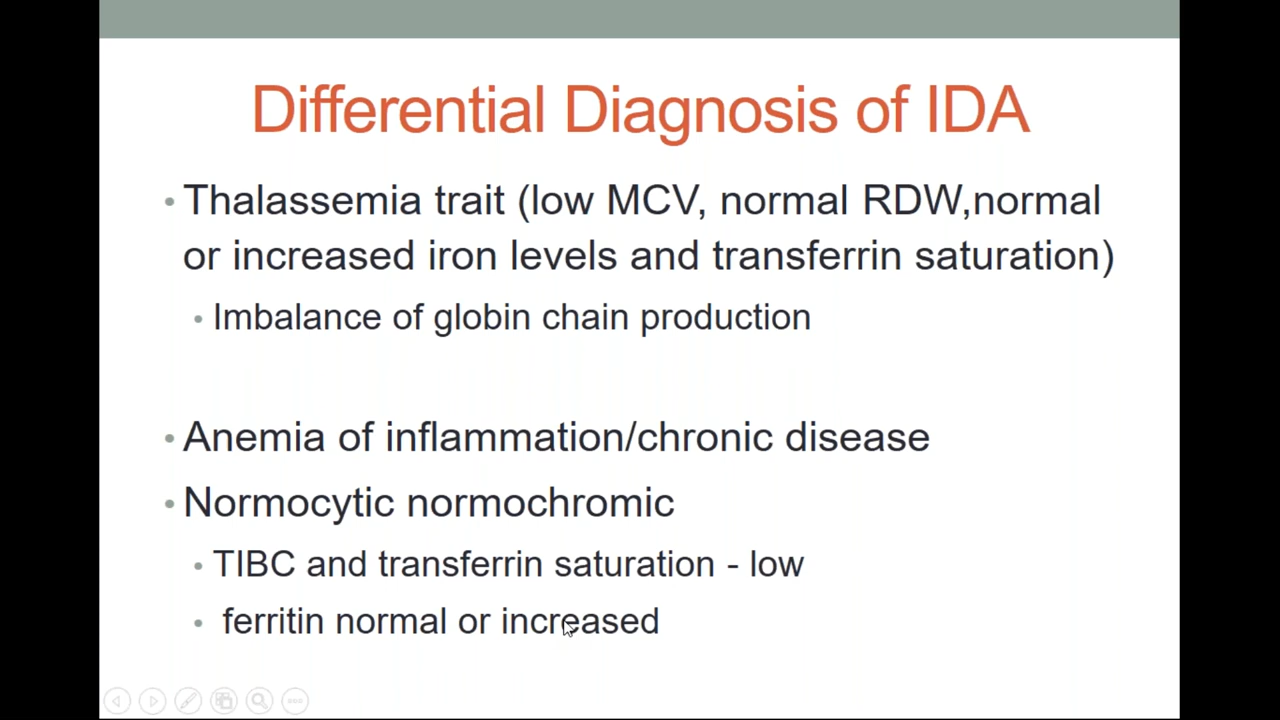 Differential Diagnosis of IDA
• Thalassemia trait (low MCV, normal RDW,normal
or increased iron levels and transferrin saturation)
• Imbalance of globin chain production
• Anemia of inflammation/chronic disease
• Normocytic normochromic
• TIBC and transferrin saturation - low
• ferritin normal or increased